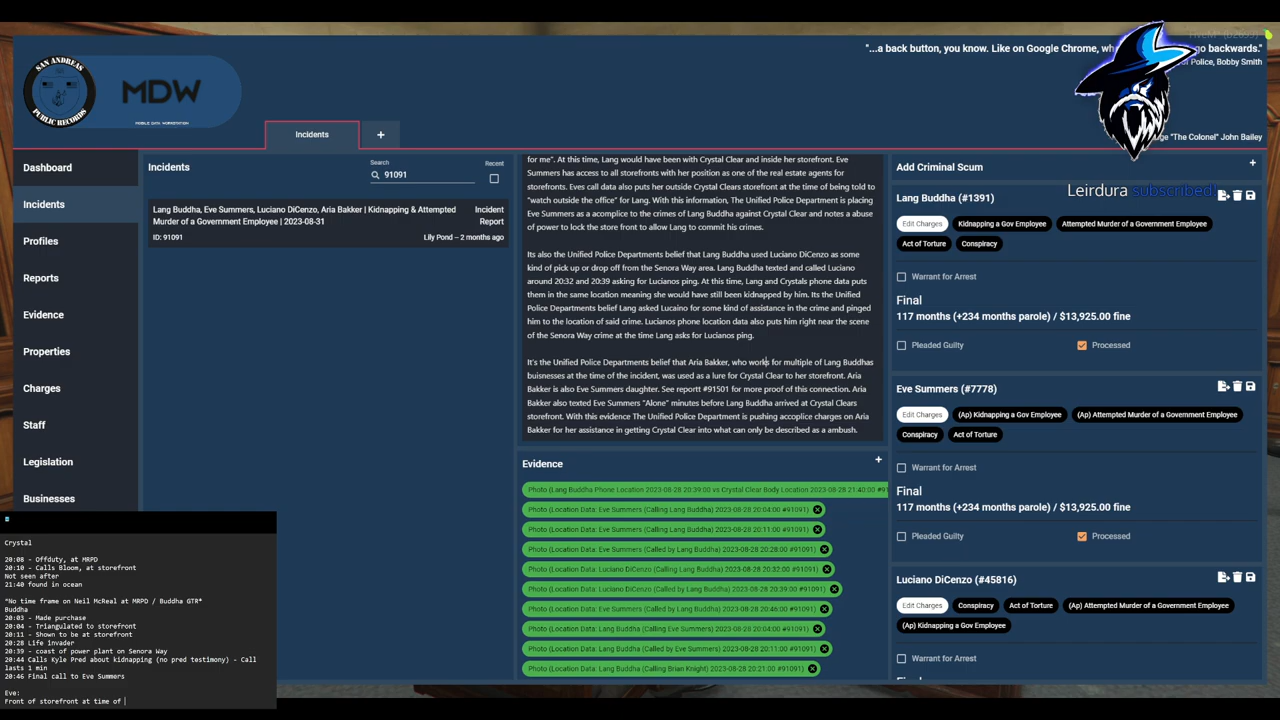 "...a back button, you know. Like on Google Chrome, wh
go backwards."
Police, Bobby Smith
SAN ANDREAS
PUBLIC RECORDS
MDW
MOBILE DATA WORKSTATION
"The Colonel" John Bailey
Leirdura subscribed!
Incidents
+
Dashboard
Incidents
Profiles
Reports
Evidence
Properties
Charges
Staff
Legislation
Businesses
Incidents
Search
91091
Recent
Lang Buddha, Eve Summers, Luciano DiCenzo, Aria Bakker | Kidnapping & Attempted
Murder of a Government Employee | 2023-08-31
Incident
Report
ID: 91091
Lily Pond – 2 months ago
for me". At this time, Lang would have been with Crystal Clear and inside her storefront. Eve
Summers has access to all storefronts with her position as one of the real estate agents for
storefronts. Eves call data also puts her outside Crystal Clears storefront at the time of being told to
"watch outside the office" for Lang. With this information, The Unified Police Department is placing
Eve Summers as a acomplice to the crimes of Lang Buddha against Crystal Clear and notes a abuse
of power to lock the store front to allow Lang to commit his crimes.
Its also the Unified Police Departments belief that Lang Buddha used Luciano DiCenzo as some
kind of pick up or drop off from the Senora Way area. Lang Buddha texted and called Luciano
around 20:32 and 20:39 asking for Lucianos ping. At this time, Lang and Crystals phone data puts
them in the same location meaning she would have still been kidnapped by him. Its the Unified
Police Departments belief Lang asked Lucaino for some kind of assistance in the crime and pinged
him to the location of said crime. Lucianos phone location data also puts him right near the scene
of the Senora Way crime at the time Lang asks for Lucianos ping.
It's the Unified Police Departments belief that Aria Bakker, who works for multiple of Lang Buddhas
buisnesses at the time of the incident, was used as a lure for Crystal Clear to her storefront. Aria
Bakker is also Eve Summers daughter. See reportt #91501 for more proof of this connection. Aria
Bakker also texted Eve Summers "Alone" minutes before Lang Buddha arrived at Crystal Clears
storefront. With this evidence The Unified Police Department is pushing accoplice charges on Aria
Bakker for her assistance in getting Crystal Clear into what can only be described as a ambush.
Evidence
+
Photo (Lang Buddha Phone Location 2023-08-28 20:39:00 vs Crystal Clear Body Location 2023-08-28 21:40:00 #91
Photo (Location Data: Eve Summers (Calling Lang Buddha) 2023-08-28 20:04:00 #91091)
Photo (Location Data: Eve Summers (Calling Lang Buddha) 2023-08-28 20:11:00 #91091)
Photo (Location Data: Eve Summers (Called by Lang Buddha) 2023-08-28 20:28:00 #91091)
Photo (Location Data: Luciano DiCenzo (Calling Lang Buddha) 2023-08-28 20:32:00 #91091)
Photo (Location Data: Luciano DiCenzo (Called by Lang Buddha) 2023-08-28 20:39:00 #91091)
Photo (Location Data: Eve Summers (Called by Lang Buddha) 2023-08-28 20:46:00 #91091)
Photo (Location Data: Lang Buddha (Calling Eve Summers) 2023-08-28 20:04:00 #91091)
Photo (Location Data: Lang Buddha (Called by Eve Summers) 2023-08-28 20:11:00 #91091)
Photo (Location Data: Lang Buddha (Calling Brian Knight) 2023-08-28 20:21:00 #91091)
Add Criminal Scum
+
Lang Buddha (#1391)
Edit Charges
Kidnapping a Gov Employee
Attempted Murder of a Government Employee
Act of Torture
Conspiracy
Warrant for Arrest
Final
117 months (+234 months parole) / $13,925.00 fine
Pleaded Guilty
Processed
Eve Summers (#7778)
Edit Charges
(Ap) Kidnapping a Gov Employee
(Ap) Attempted Murder of a Government Employee
Conspiracy
Act of Torture
Warrant for Arrest
Final
117 months (+234 months parole) / $13,925.00 fine
Pleaded Guilty
Processed
Luciano DiCenzo (#45816)
Edit Charges
Conspiracy
Act of Torture
(Ap) Attempted Murder of a Government Employee
(Ap) Kidnapping a Gov Employee
Warrant for Arrest
Final
Crystal
20:08 - Offduty, at MRPD
20:10 - Calls Bloom, at storefront
Not seen after
21:40 found in ocean
*No time frame on Neil McReal at MRPD / Buddha GTR*
Buddha
20:03 - Made purchase
20:04 - Triangulated to storefront
20:11 - Shown to be at storefront
20:28 Life invader
20:39 - coast of power plant on Senora Way
20:44 Calls Kyle Pred about kidnapping (no pred testimony) - Call
lasts 1 min
20:46 Final call to Eve Summers
Eve:
Front of storefront at time of